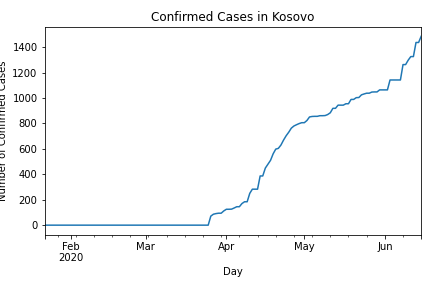 Confirmed Cases in Kosovo
Number of Confirmed Cases
1400
1200
1000
800
600
400
200
0
Feb
2020
Mar
Apr
May
Jun
Day